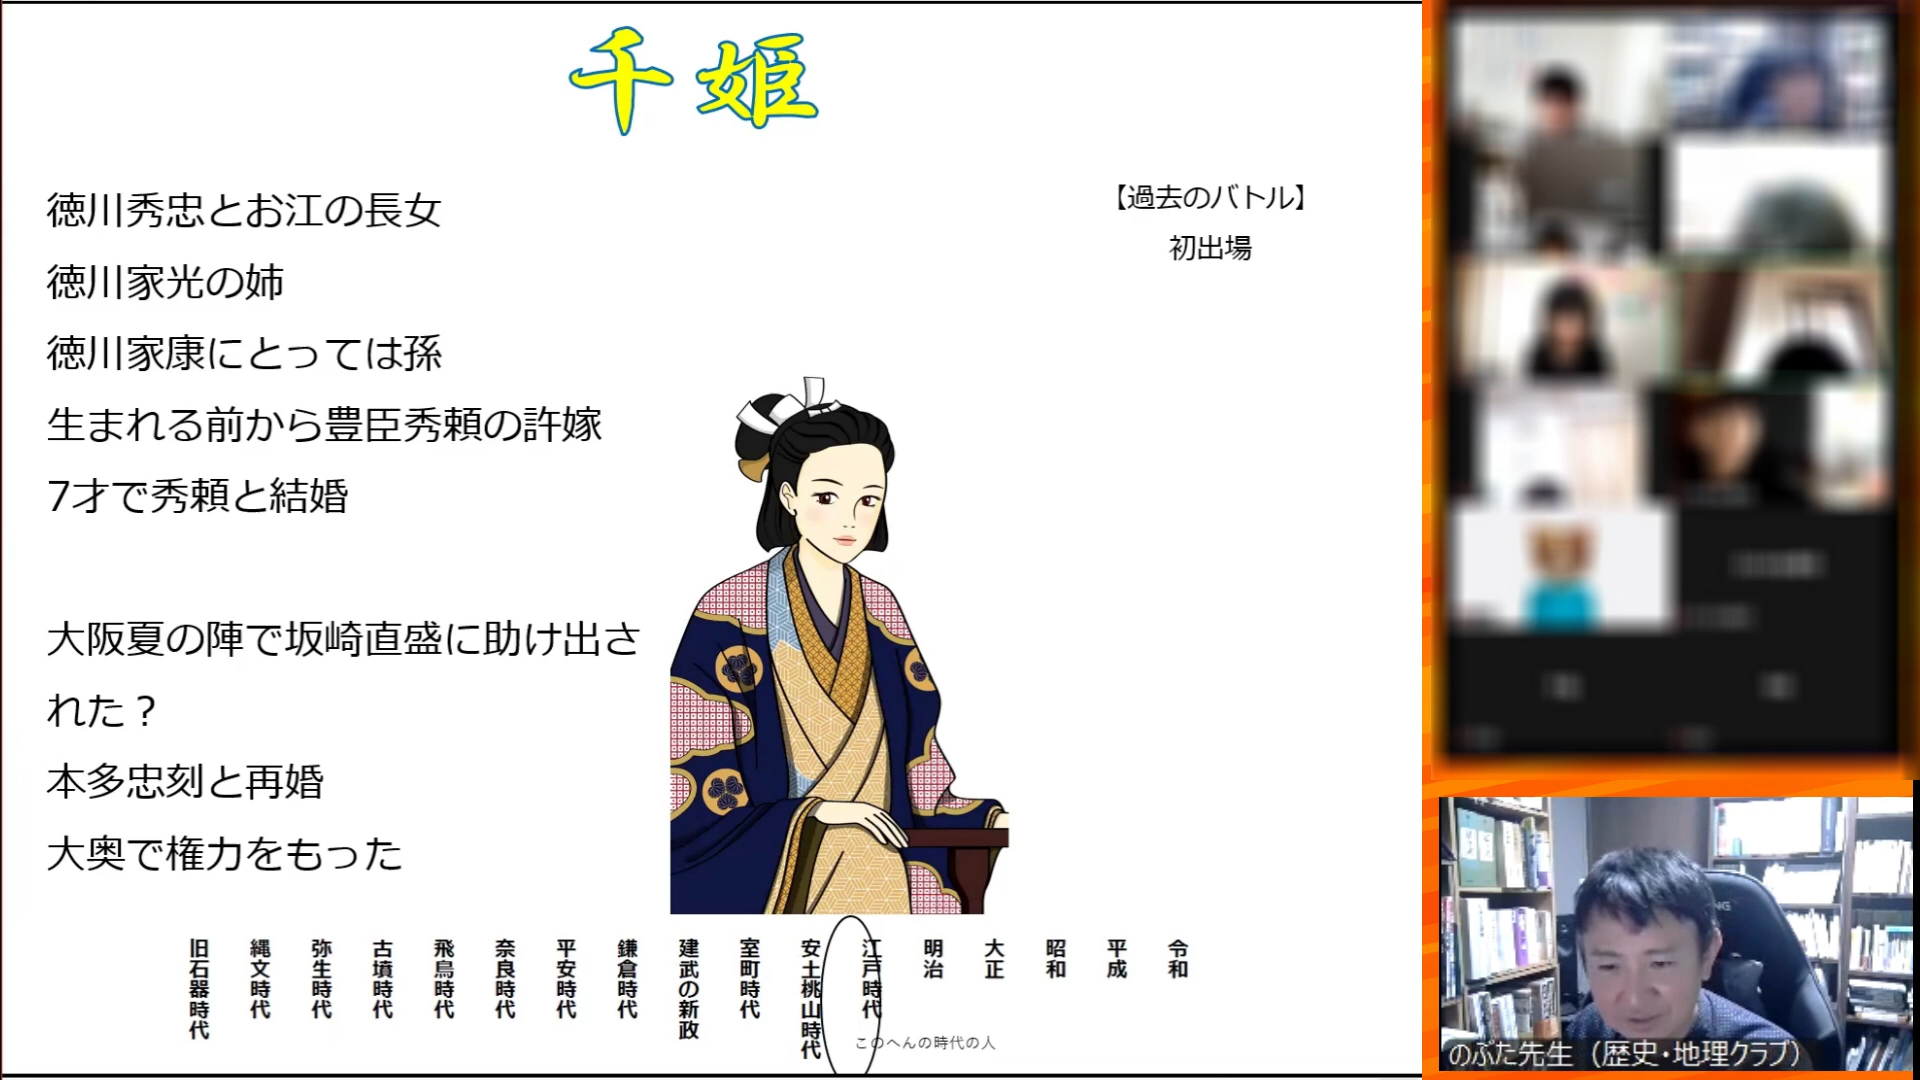 千姫
徳川秀忠とお江の長女
徳川家光の姉
徳川家康にとっては孫
生まれる前から豊臣秀頼の許嫁
7才で秀頼と結婚
大阪夏の陣で坂崎直盛に助け出さ
れた？
本多忠刻と再婚
大奥で権力をもった
【過去のバトル】
初出場
旧石器時代
縄文時代
弥生時代
古墳時代
飛鳥時代
奈良時代
平安時代
鎌倉時代
建武の新政
室町時代
安土桃山時代
江戸時代
明治
大正
昭和
平成
令和
このへんの時代の人
のぶた先生（歴史・地理クラブ）